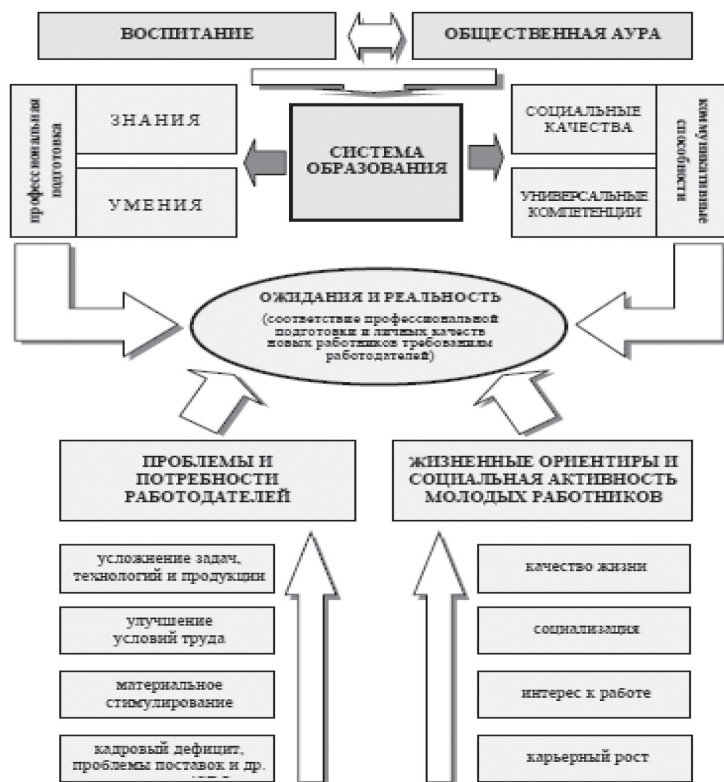 ВОСПИТАНИЕ
ОБЩЕСТВЕННАЯ АУРА
профессиональная
подготовка
ЗНАНИЯ
УМЕНИЯ
СИСТЕМА
ОБРАЗОВАНИЯ
СОЦИАЛЬНЫЕ
КАЧЕСТВА
УНИВЕРСАЛЬНЫЕ
КОМПЕТЕНЦИИ
коммуникативные
способности
ОЖИДАНИЯ И РЕАЛЬНОСТЬ
(соответствие профессиональной
подготовки и личных качеств
новых работников требованиям
работодателей)
ПРОБЛЕМЫ И
ПОТРЕБНОСТИ
РАБОТОДАТЕЛЕЙ
ЖИЗНЕННЫЕ ОРИЕНТИРЫ И
СОЦИАЛЬНАЯ АКТИВНОСТЬ
МОЛОДЫХ РАБОТНИКОВ
усложнение задач,
технологий и продукции
улучшение
условий труда
материальное
стимулирование
кадровый дефицит,
проблемы поставок и др.
качество жизни
социализация
интерес к работе
карьерный рост